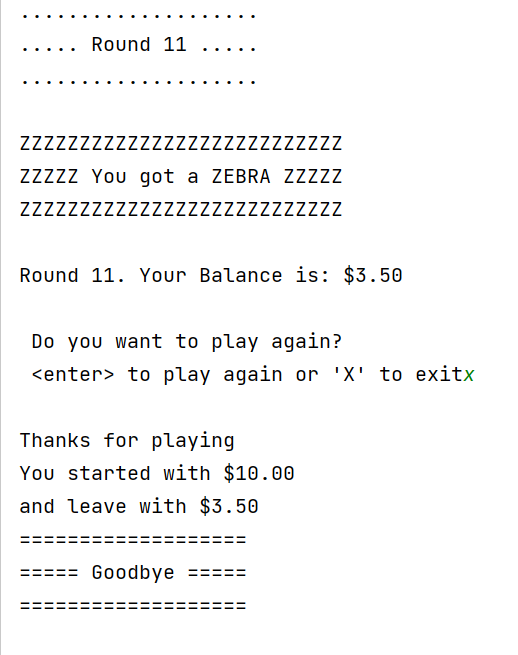 ....................
..... Round 11 .....
....................
ZZZZZZZZZZZZZZZZZZZZZZZZZZZ
ZZZZZ You got a ZEBRA ZZZZZ
ZZZZZZZZZZZZZZZZZZZZZZZZZZZ
Round 11. Your Balance is: $3.50
Do you want to play again?
<enter> to play again or 'X' to exitx
Thanks for playing
You started with $10.00
and leave with $3.50
===================
===== Goodbye =====
===================